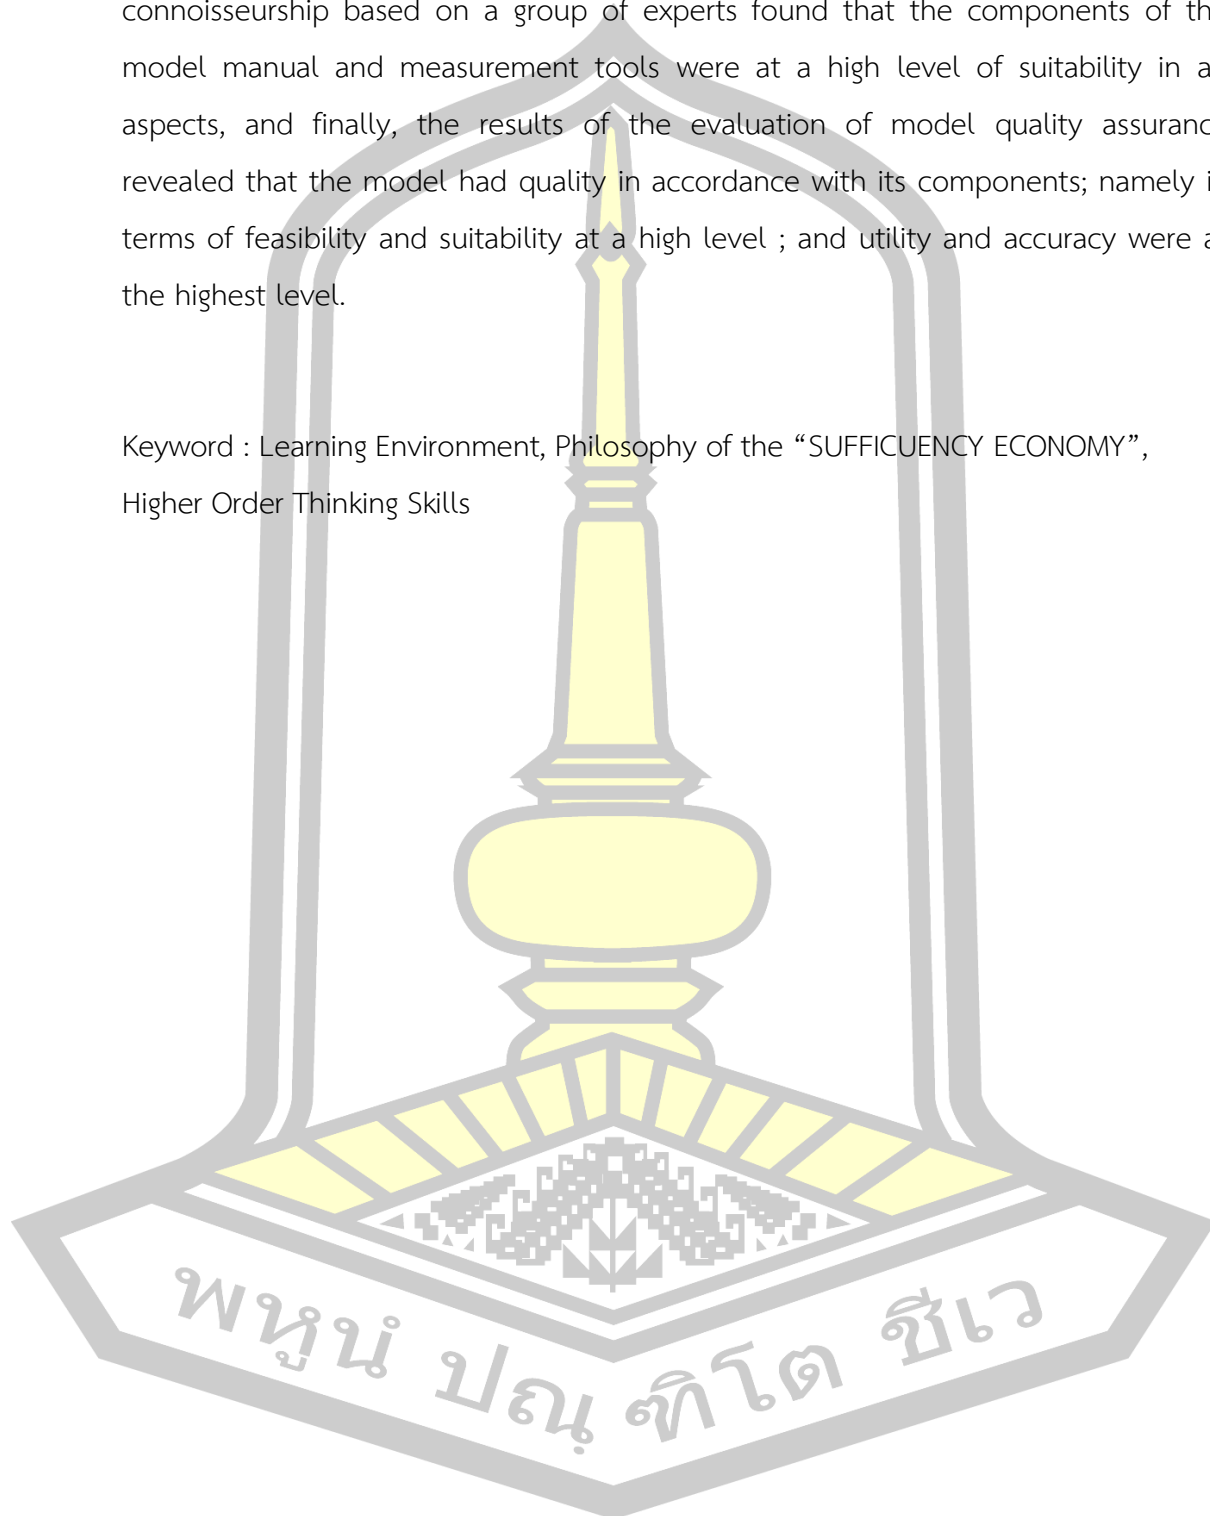 connoisseurship based on a group of experts found that the components of th
model manual and measurement tools were at a high level of suitability in a
aspects, and finally, the results of the evaluation of model quality assuranc
revealed that the model had quality in accordance with its components; namely i
terms of feasibility and suitability at a high level ; and utility and accuracy were a
the highest level.
Keyword : Learning Environment, Philosophy of the “SUFFICUENCY ECONOMY”,
Higher Order Thinking Skills
พหูนํ ปณฺฑิโต ชีเว